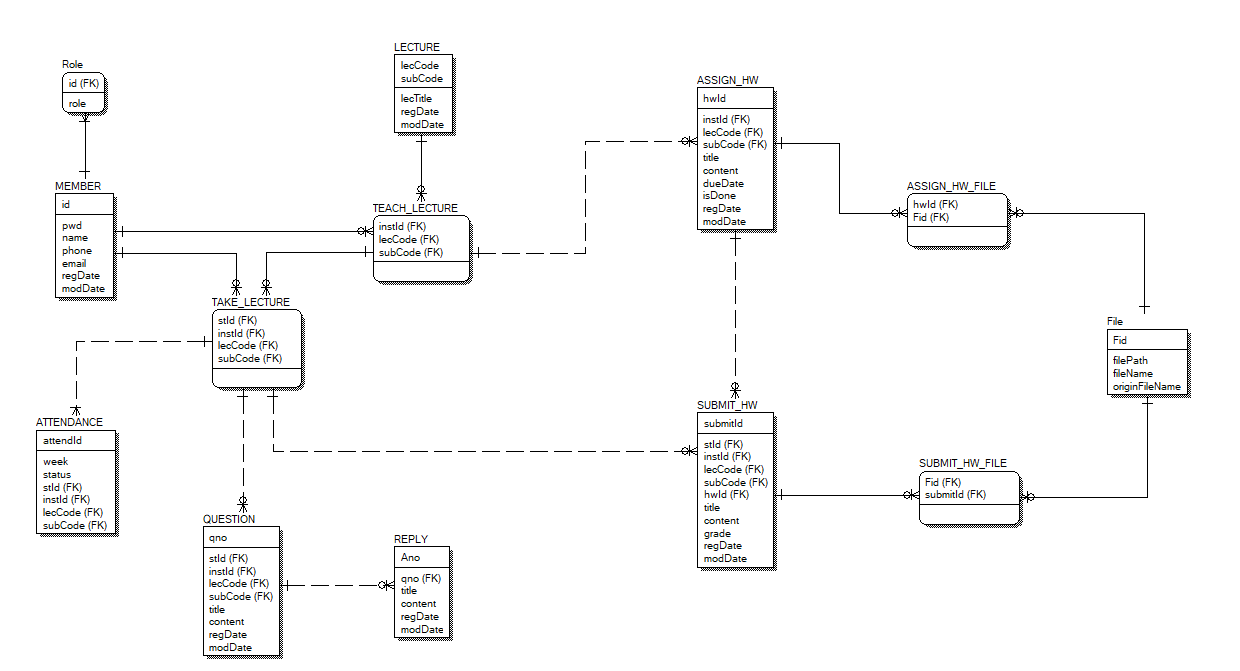 Role
id (FK)
role
MEMBER
id
pwd
name
phone
email
regDate
modDate
LECTURE
lecCode
subCode
lecTitle
regDate
modDate
TEACH_LECTURE
instId (FK)
lecCode (FK)
subCode (FK)
TAKE_LECTURE
stId (FK)
instId (FK)
lecCode (FK)
subCode (FK)
ATTENDANCE
attendId
week
status
stId (FK)
instId (FK)
lecCode (FK)
subCode (FK)
QUESTION
qno
stId (FK)
instId (FK)
lecCode (FK)
subCode (FK)
title
content
regDate
modDate
REPLY
Ano
qno (FK)
title
content
regDate
modDate
ASSIGN_HW
hwId
instId (FK)
lecCode (FK)
subCode (FK)
title
content
dueDate
isDone
regDate
modDate
SUBMIT_HW
submitId
stId (FK)
instId (FK)
lecCode (FK)
subCode (FK)
hwId (FK)
title
content
grade
regDate
modDate
ASSIGN_HW_FILE
hwId (FK)
Fid (FK)
File
Fid
filePath
fileName
originFileName
SUBMIT_HW_FILE
Fid (FK)
submitId (FK)